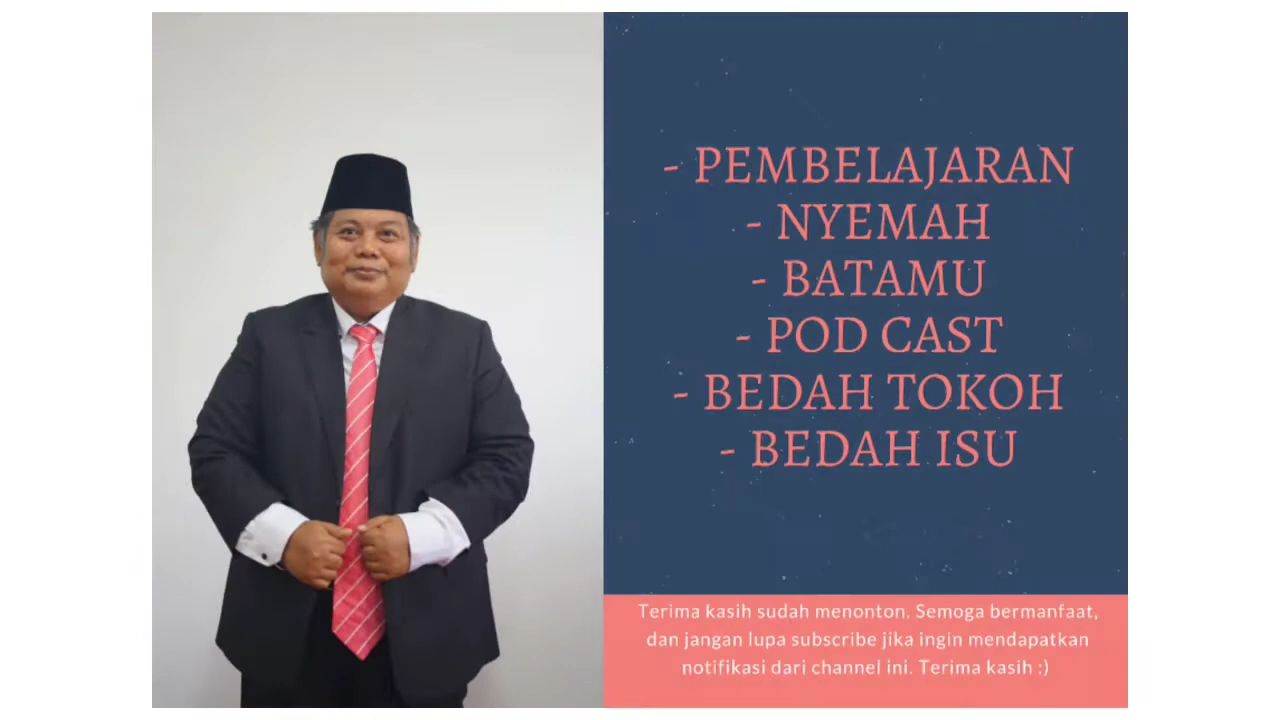 - PEMBELAJARAN
- NYEMAH
- BATAMU
- POD CAST
- BEDAH TOKOH
- BEDAH ISU
Terima kasih sudah menonton. Semoga bermanfaat,
dan jangan lupa subscribe jika ingin mendapatkan
notifikasi dari channel ini. Terima kasih :)